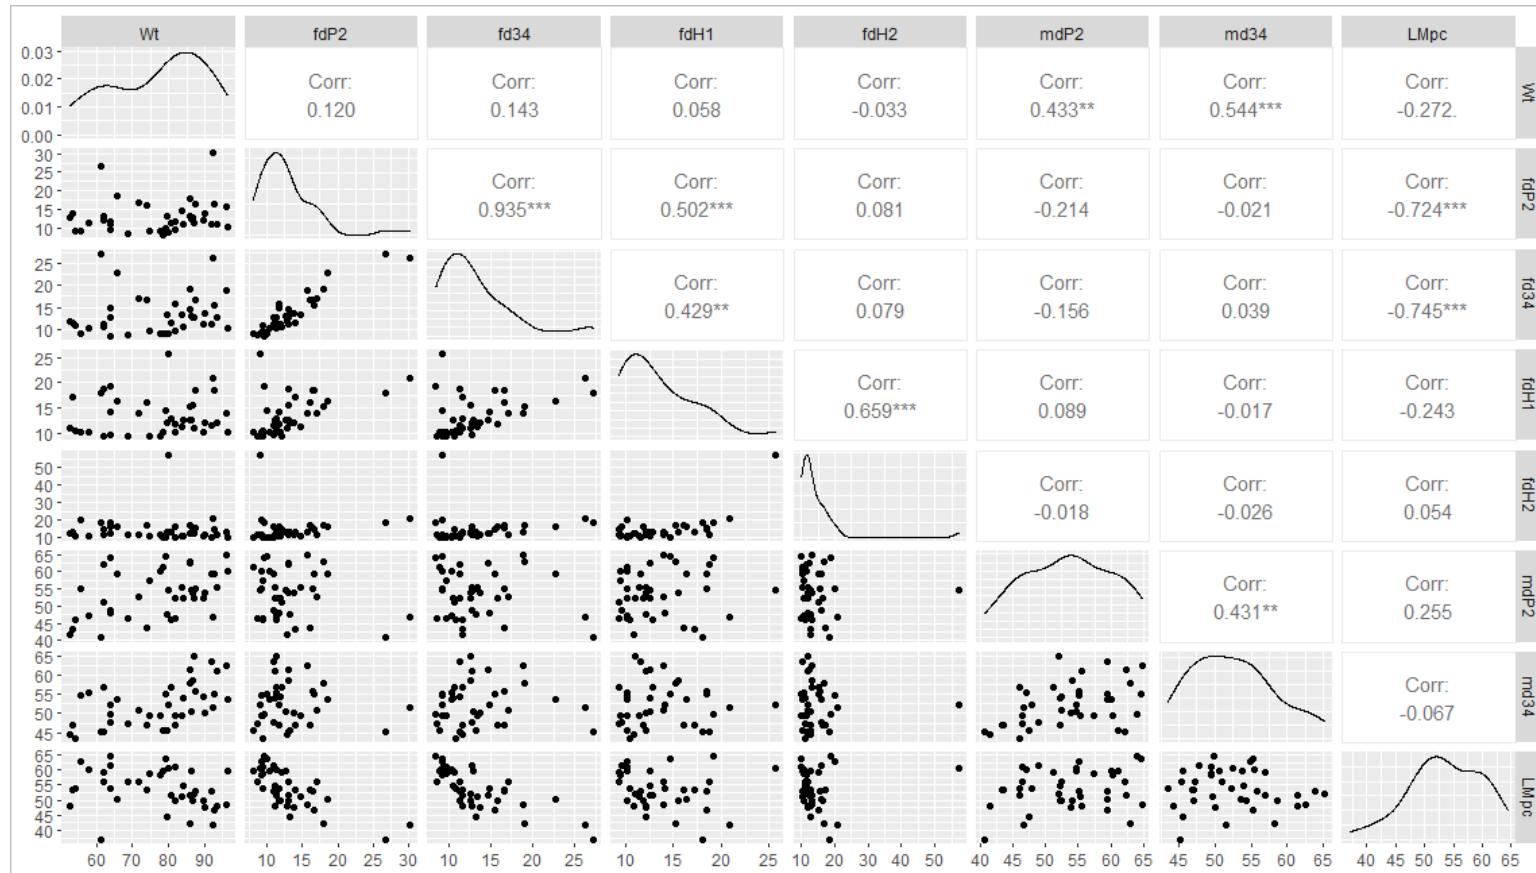 Wt fdP2 fd34 fdH1 fdH2 mdP2 md34 LMpc
0.03
0.02
0.01
0.00
Corr: Corr: Corr: Corr: Corr: Corr: Corr:
0.120 0.143 0.058 -0.033 0.433** 0.544*** -0.272.
Wt
30
25
20
15
10
Corr: Corr: Corr: Corr: Corr: Corr:
0.935*** 0.502*** 0.081 -0.214 -0.021 -0.724***
fdP2
25
20
15
10
Corr: Corr: Corr: Corr: Corr:
0.429** 0.079 -0.156 0.039 -0.745***
fd34
25
20
15
10
Corr: Corr: Corr: Corr:
0.659*** 0.089 -0.017 -0.243
fdH1
50
40
30
20
10
Corr: Corr: Corr:
-0.018 -0.026 0.054
fdH2
65
60
55
50
45
40
Corr: Corr:
0.431** 0.255
mdP2
65
60
55
50
45
Corr:
-0.067
md34
65
60
55
50
45
40
LMpc
60 70 80 90 10 15 20 25 30 10 15 20 25 10 15 20 25 10 20 30 40 50 40 45 50 55 60 65 45 50 55 60 65 40 45 50 55 60 65